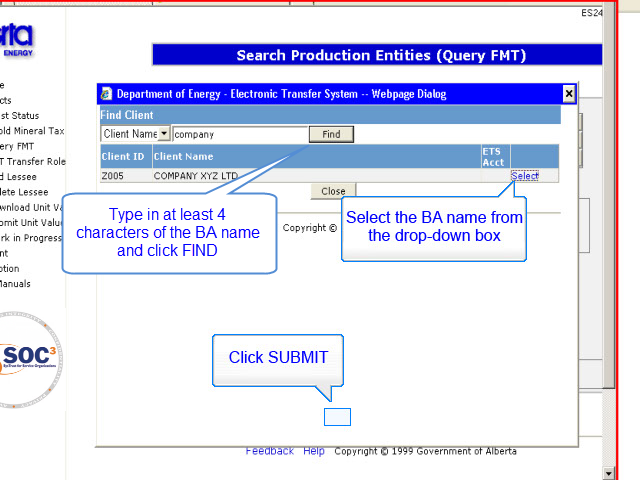 ES24
rta
ENERGY
Search Production Entities (Query FMT)
e
cts
st Status
old Mineral Tax
ery FMT
T Transfer Role
d Lessee
lete Lessee
wnload Unit Va
bmit Unit Value
rk in Progress
nt
ption
Manuals
SOC3
Department of Energy - Electronic Transfer System -- Webpage Dialog
Find Client
Client Name company Find
Client ID Client Name ETS Acct
Z005 COMPANY XYZ LTD Select
Close
Type in at least 4
characters of the BA name
and click FIND
Select the BA name from
the drop-down box
Copyright ©
Click SUBMIT
Feedback Help Copyright © 1999 Government of Alberta